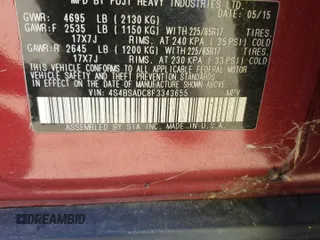 MFD BY FUJI HEAVY INDUSTRIES LTD.
DATE 05/15
GVWR: 4695 LB (2130 KG)
GAWR:F 2535 LB (1150 KG) WITH 225/65R17 TIRES,
17X7J RIMS, AT 240 KPA (35 PSI) COLD
GAWR:R 2645 LB (1200 KG) WITH 225/65R17 TIRES,
17X7J RIMS, AT 230 KPA (33 PSI) COLD
THIS VEHICLE CONFORMS TO ALL APPLICABLE FEDERAL
MOTOR VEHICLE SAFETY AND BUMPER STANDARDS IN
EFFECT ON THE DATE OF MANUFACTURE SHOWN ABOVE.
VIN: 4S4BSADC8F3343655 MPV
ASSEMBLED BY SIA INC. MADE IN U.S.A.
DREAMBID